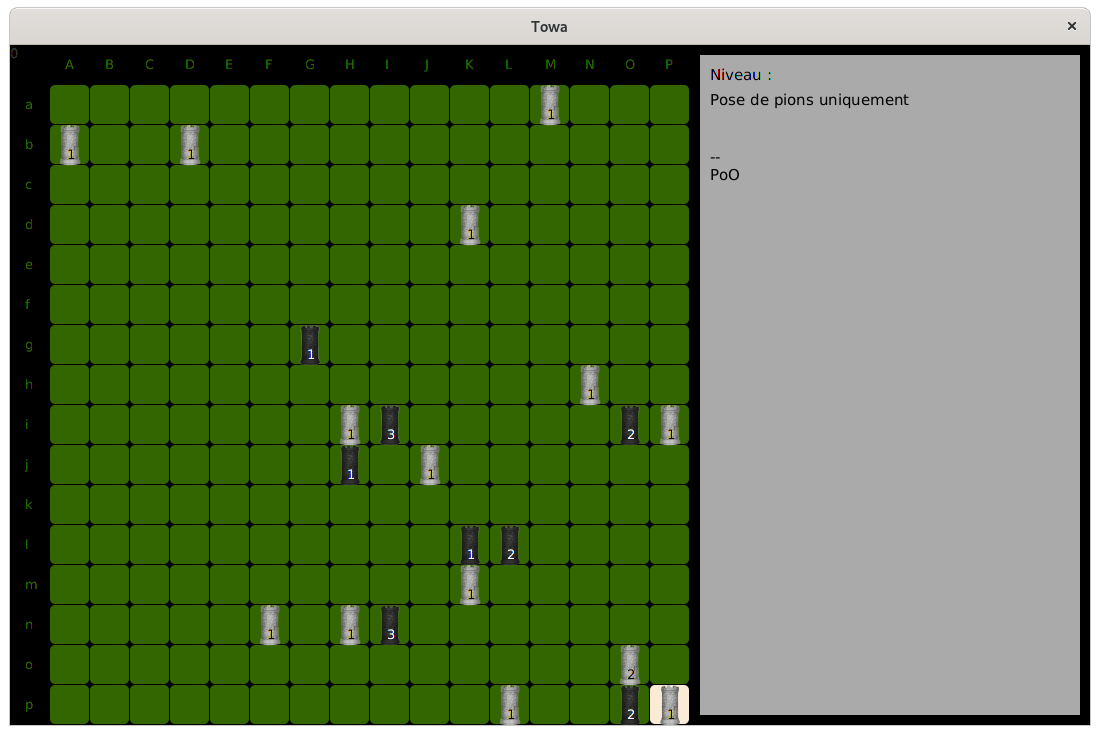 Towa ×
0
A B C D E F G H I J K L M N O P
Niveau :
Pose de pions uniquement
--
PoO
a 1
b 1 1
c
d 1
e
f
g 1
h 1
i 1 3 2 1
j 1 1
k
l 1 2
m 1
n 1 1 3
o 2
p 1 2 1